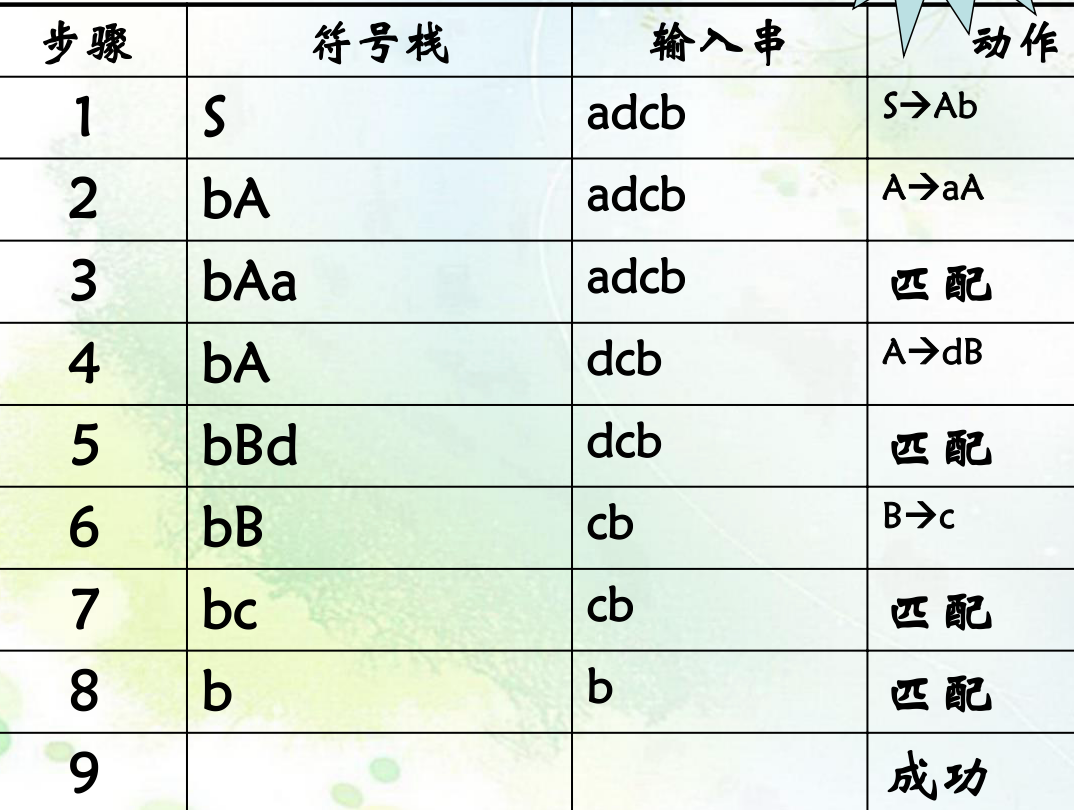 步骤 符号栈 输入串 动作
1 S adcb S→Ab
2 bA adcb A→aA
3 bAa adcb 匹配
4 bA dcb A→dB
5 bBd dcb 匹配
6 bB cb B→c
7 bc cb 匹配
8 b b 匹配
9 成功